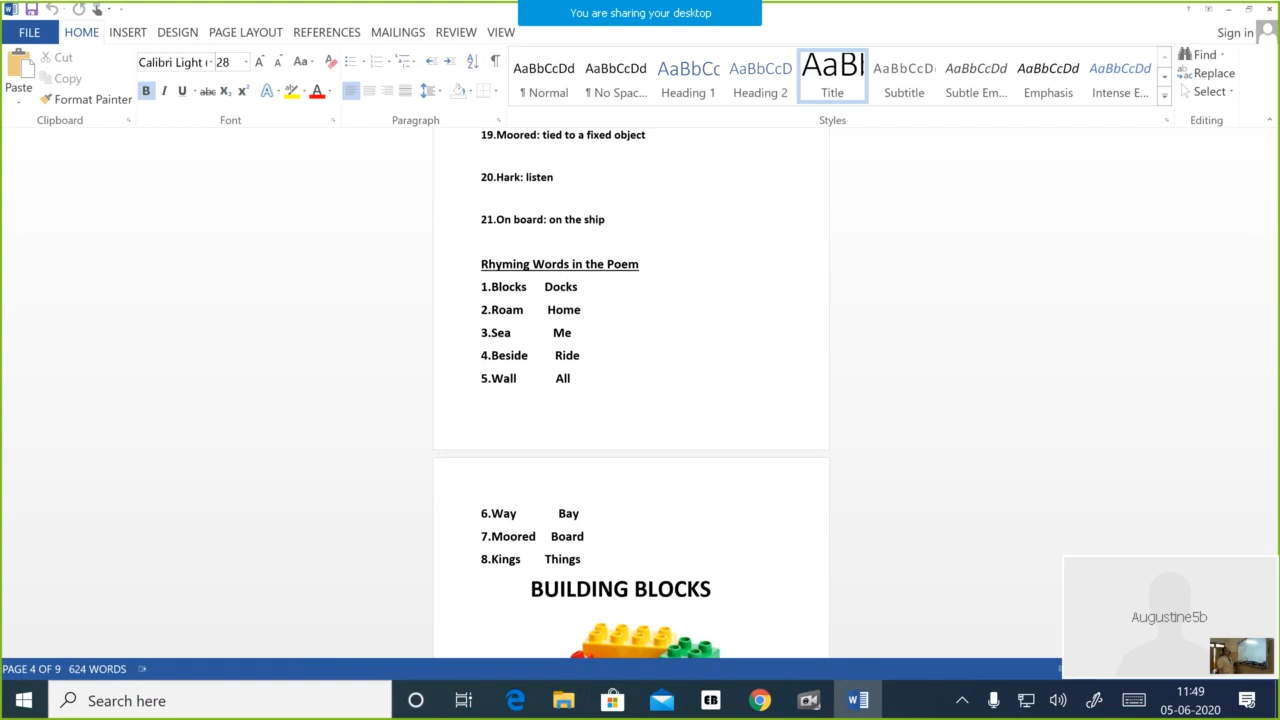 You are sharing your desktop
FILE HOME INSERT DESIGN PAGE LAYOUT REFERENCES MAILINGS REVIEW VIEW Sign in
Paste
Cut
Copy
Format Painter
Clipboard
Calibri Light ( 28
Font
Paragraph
AaBbCcDd AaBbCcDd AaBbCc AaBbCcD AaBl AaBbCcD AaBbCcDd AaBbCcDd AaBbCcDd
¶ Normal ¶ No Spac... Heading 1 Heading 2 Title Subtitle Subtle Em... Emphasis Intense E...
Styles
Find
Replace
Select
Editing
19.Moored: tied to a fixed object
20.Hark: listen
21.On board: on the ship
Rhyming Words in the Poem
1.Blocks Docks
2.Roam Home
3.Sea Me
4.Beside Ride
5.Wall All
6.Way Bay
7.Moored Board
8.Kings Things
BUILDING BLOCKS
Augustine5b
PAGE 4 OF 9 624 WORDS
Search here
11:49
05-06-2020